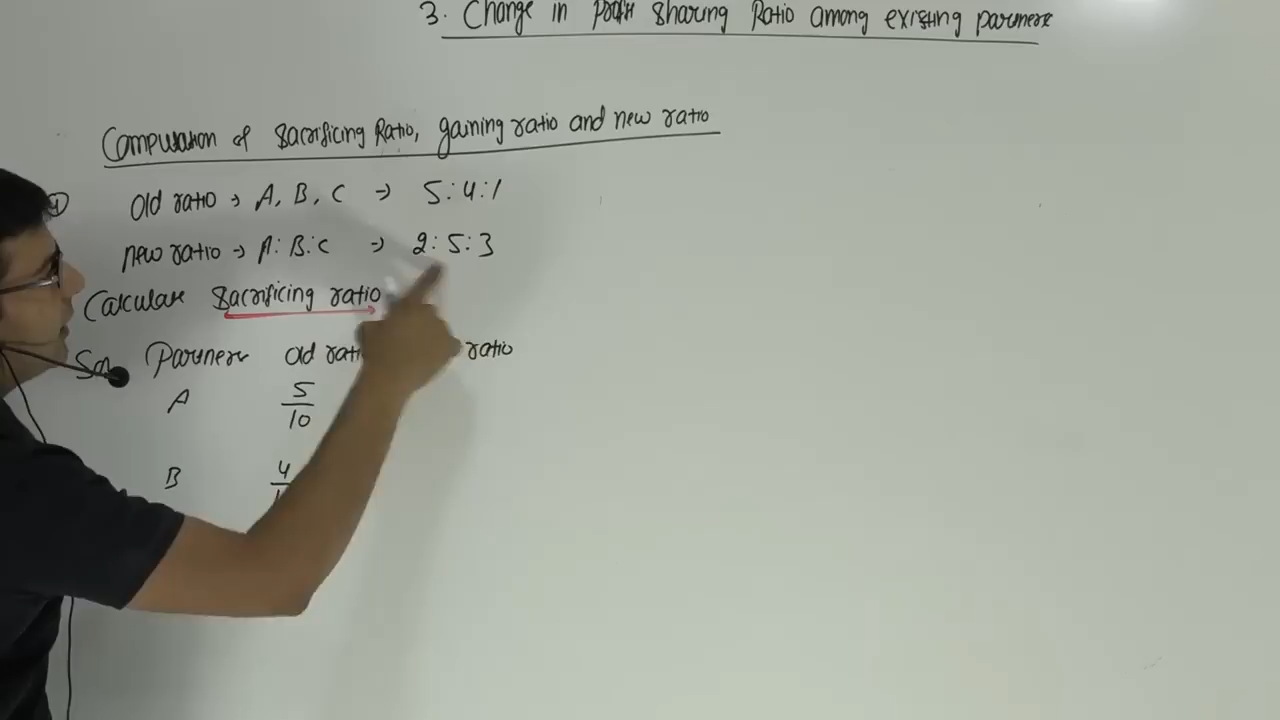 3. Change in Profit Sharing Ratio among existing partners
Computation of Sacrificing Ratio, gaining ratio and new ratio
① Old ratio → A, B, C → 5:4:1
new ratio → A:B:C → 2:5:3
Calculate Sacrificing ratio
Sol Partners Old ratio ratio
A 5/10
B 4/